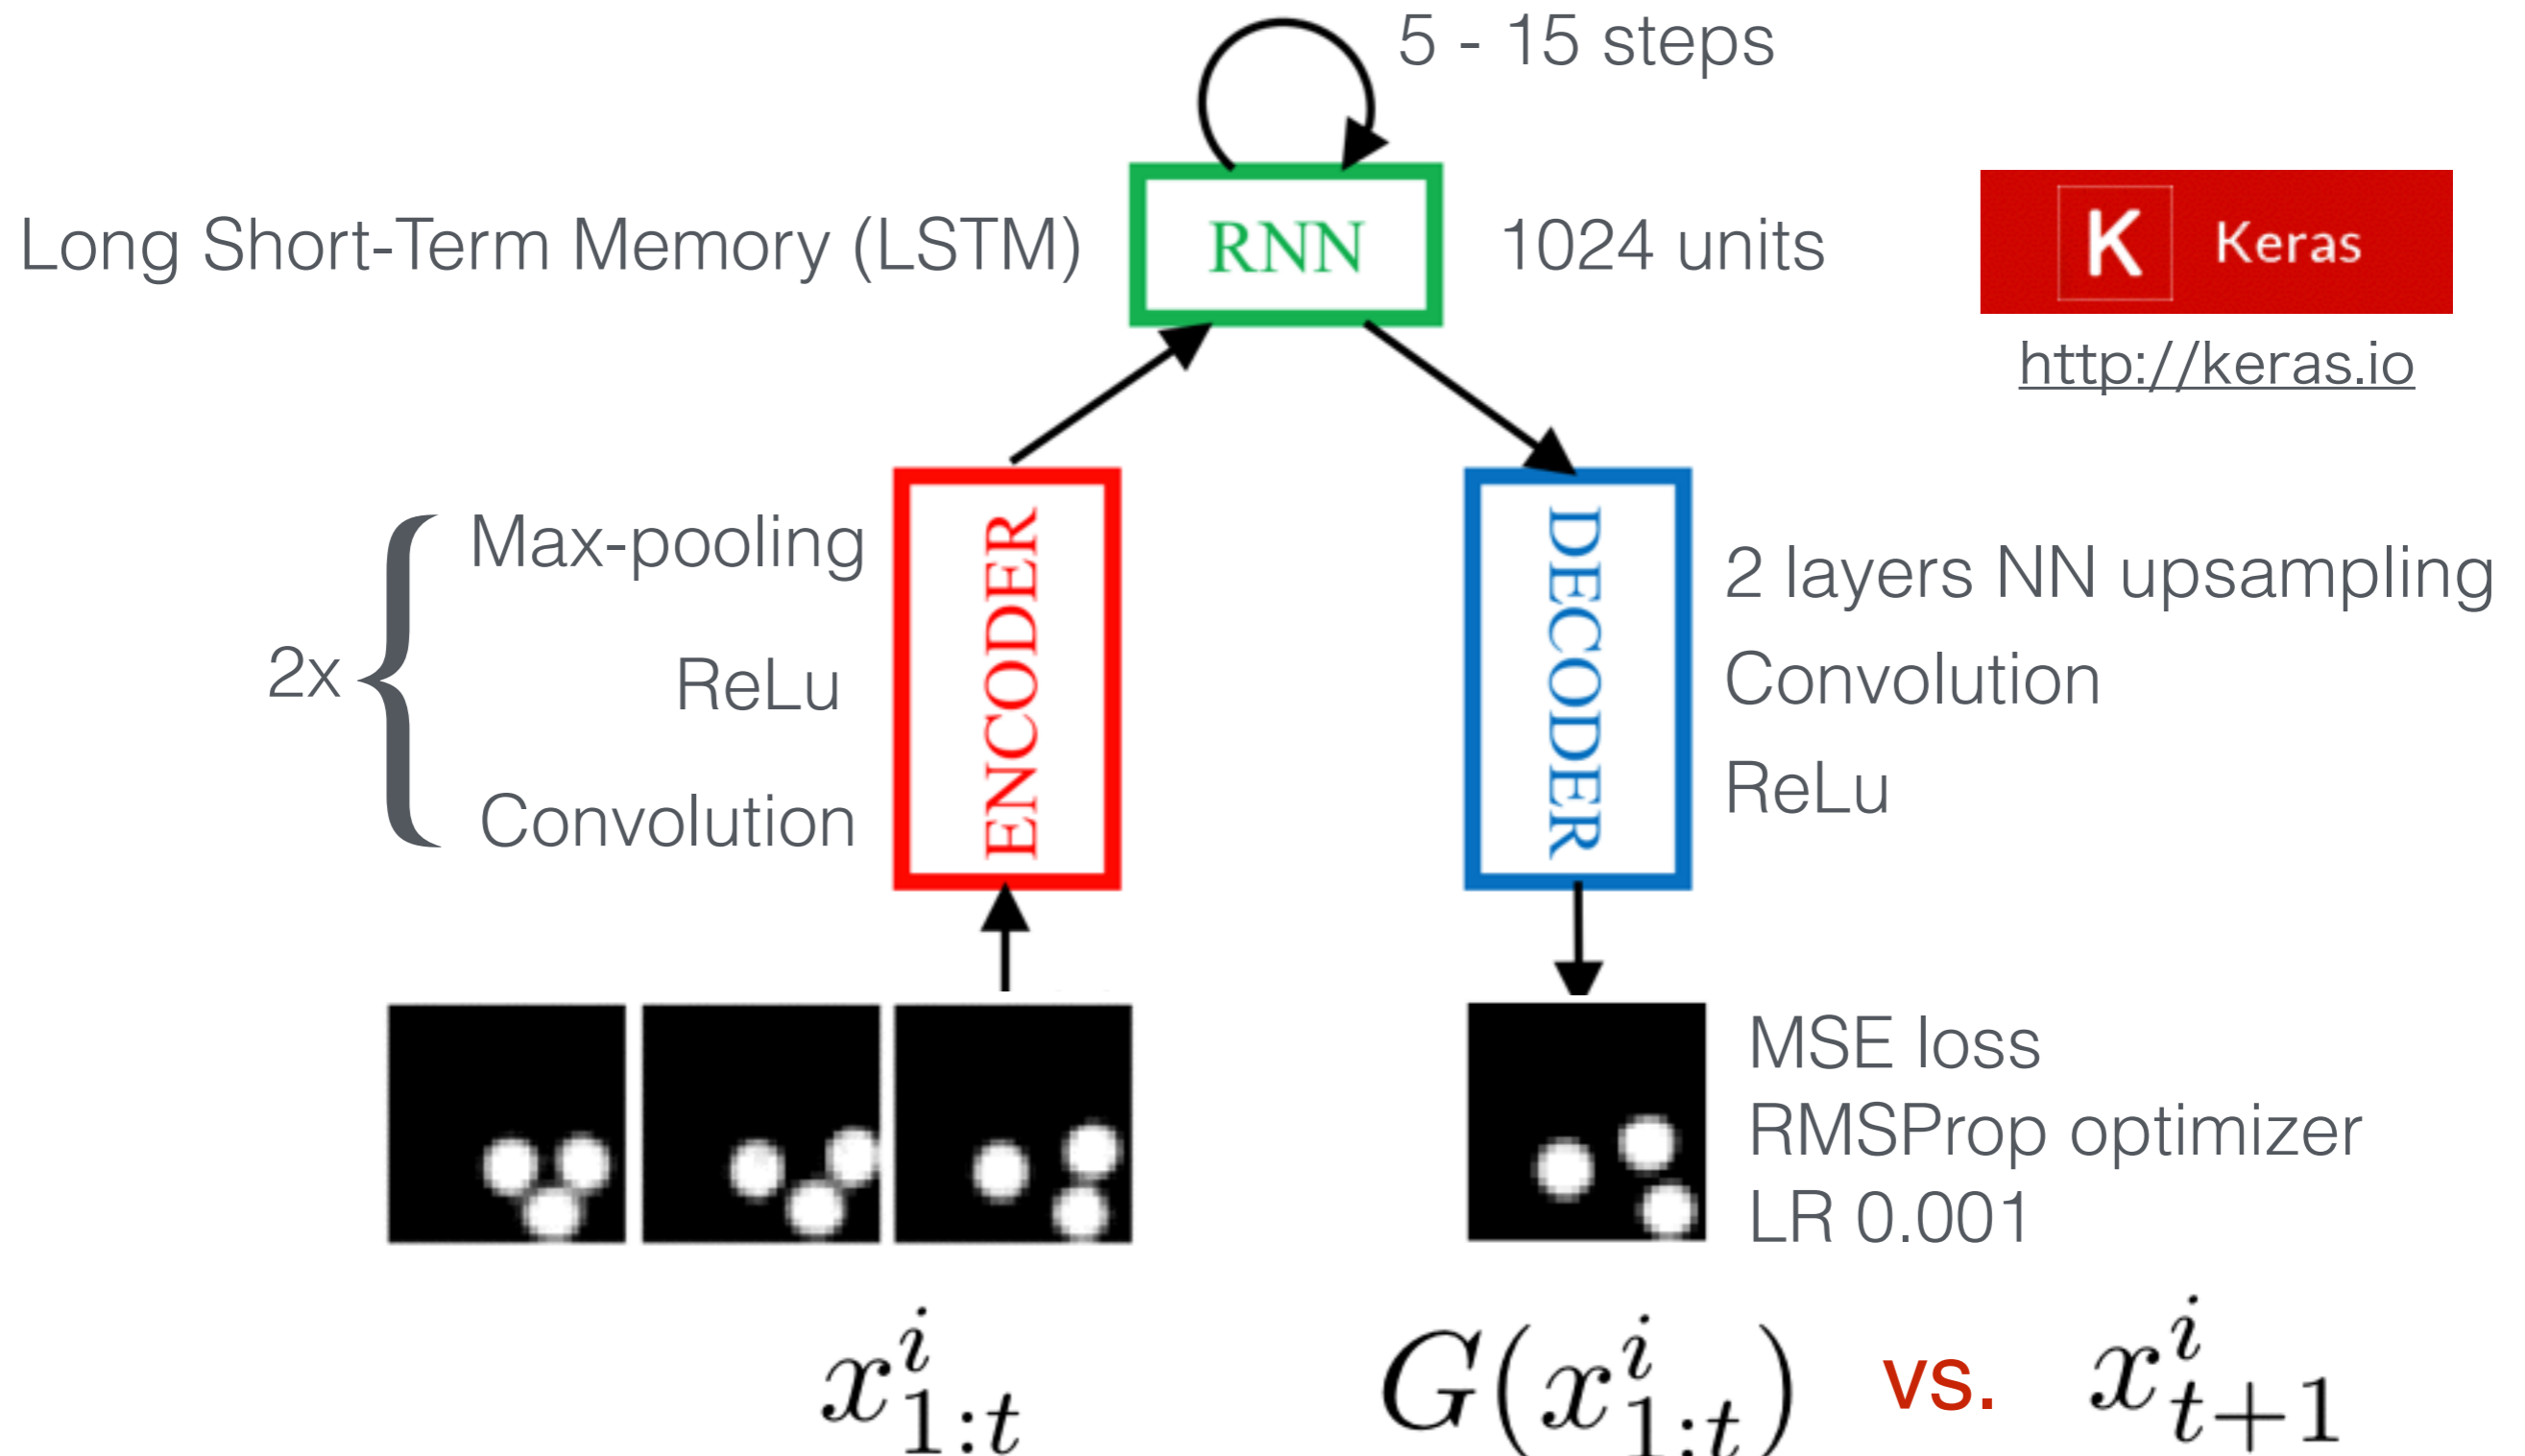 5 - 15 steps
Long Short-Term Memory (LSTM)
RNN
1024 units
K Keras
http://keras.io
2x
Max-pooling
ReLu
Convolution
ENCODER
DECODER
2 layers NN upsampling
Convolution
ReLu
MSE loss
RMSProp optimizer
LR 0.001
x^i_{1:t}
G(x^i_{1:t}) vs. x^i_{t+1}